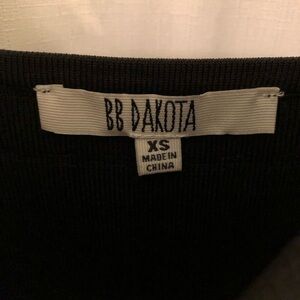 BB DAKOTA
XS
MADE IN
CHINA